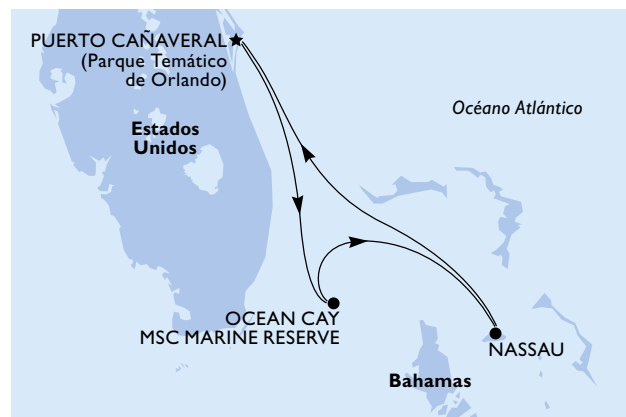 PUERTO CAÑAVERAL
(Parque Temático
de Orlando)
Océano Atlántico
Estados
Unidos
OCEAN CAY
MSC MARINE RESERVE
NASSAU
Bahamas